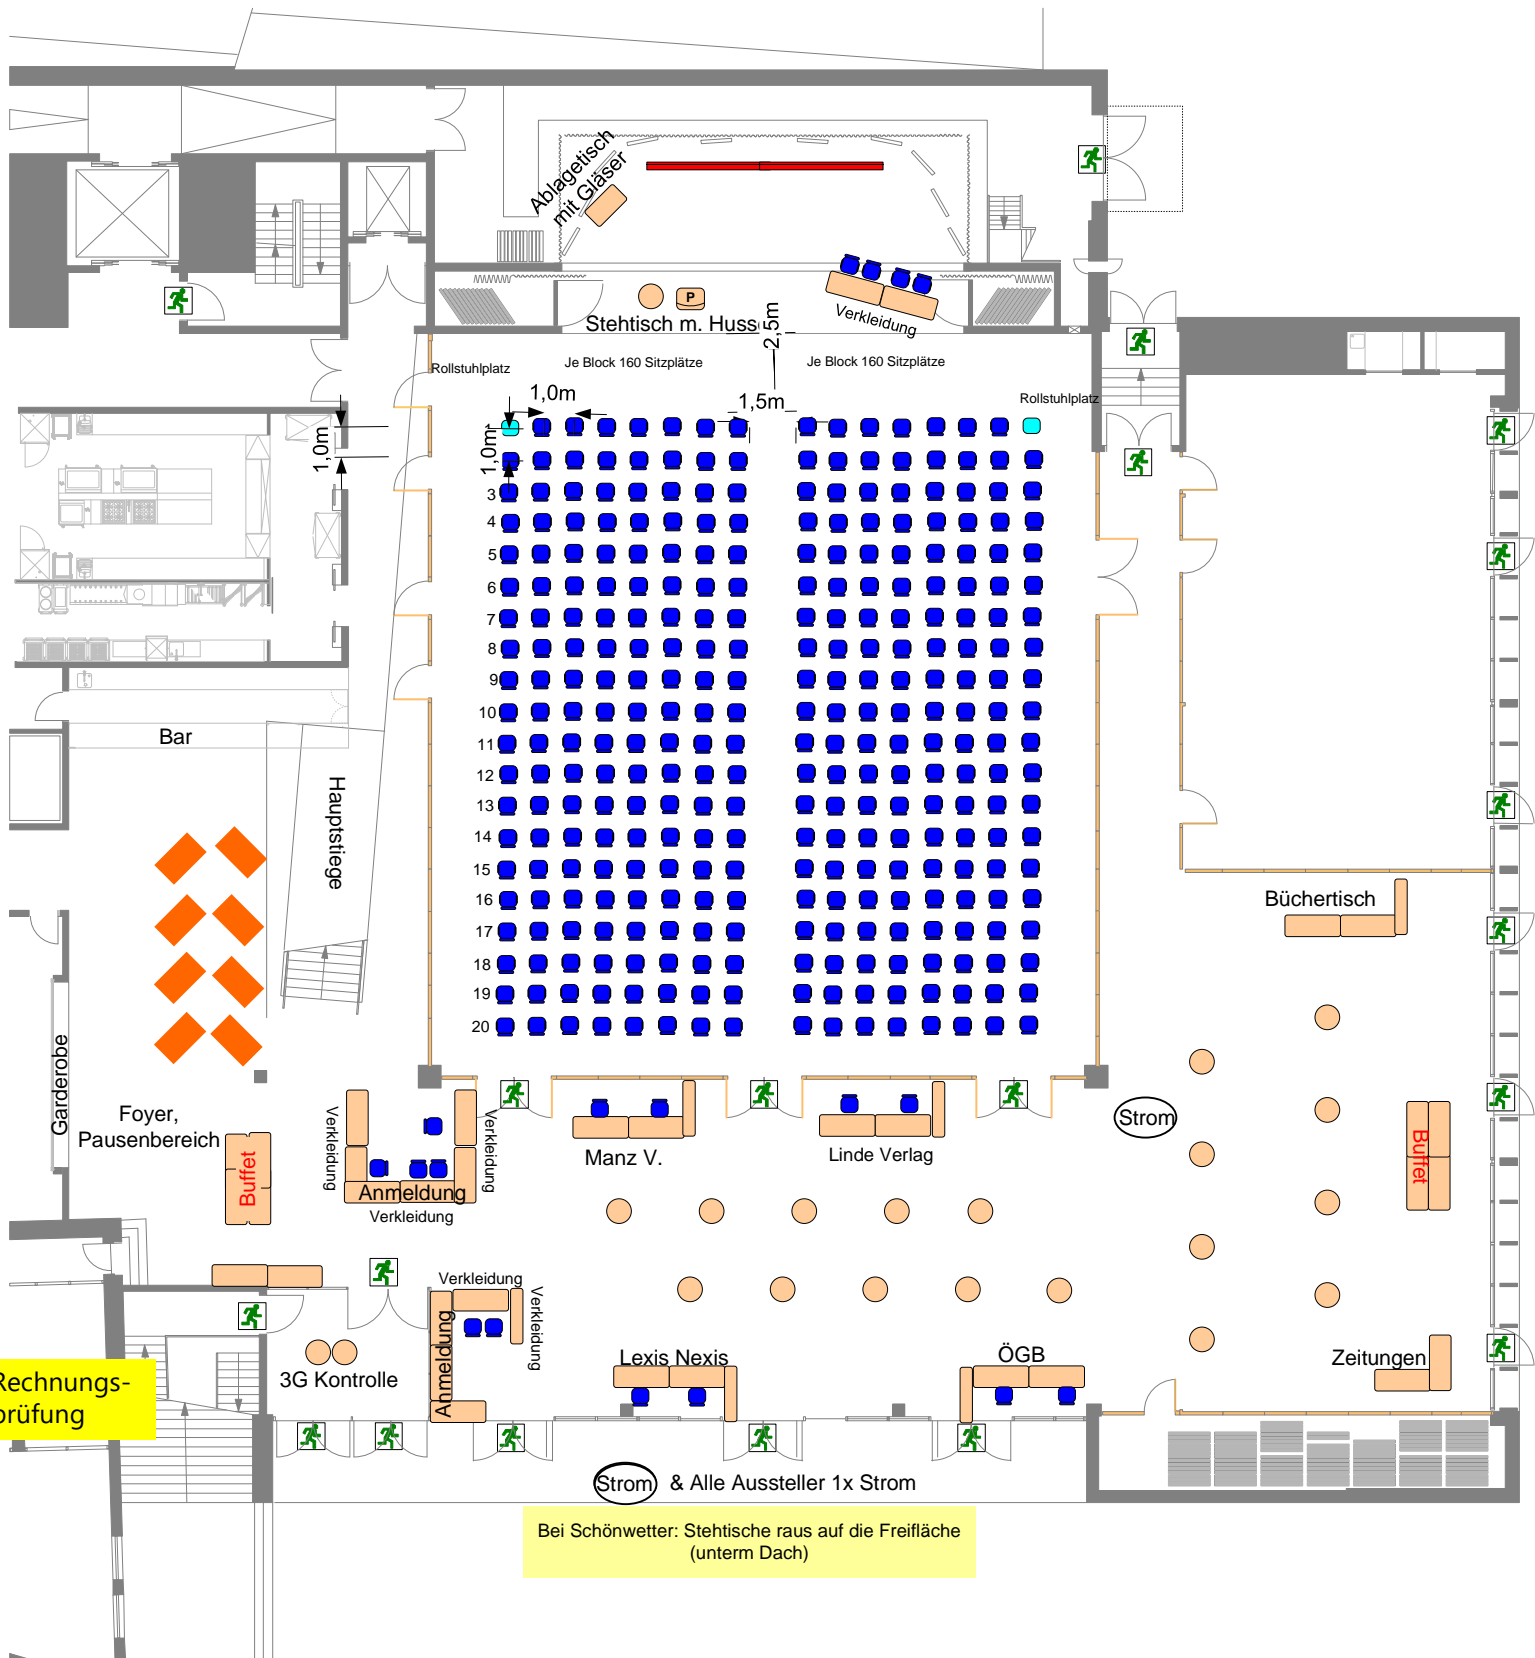 Ablagetisch
mit Gläser
P
Stehtisch m. Huss
Verkleidung
2,5m
Je Block 160 Sitzplätze
Je Block 160 Sitzplätze
Rollstuhlplatz
Rollstuhlplatz
1,0m
1,5m
1,0m
1,0m
3
4
5
6
7
8
9
10
11
12
13
14
15
16
17
18
19
20
Bar
Hauptstiege
Büchertisch
Garderobe
Foyer,
Pausenbereich
Buffet
Verkleidung
Verkleidung
Anmeldung
Verkleidung
Manz V.
Linde Verlag
Strom
Buffet
Verkleidung
Verkleidung
Anmeldung
3G Kontrolle
Lexis Nexis
ÖGB
Zeitungen
Rechnungs-
prüfung
Strom & Alle Aussteller 1x Strom
Bei Schönwetter: Stehtische raus auf die Freifläche
(unterm Dach)